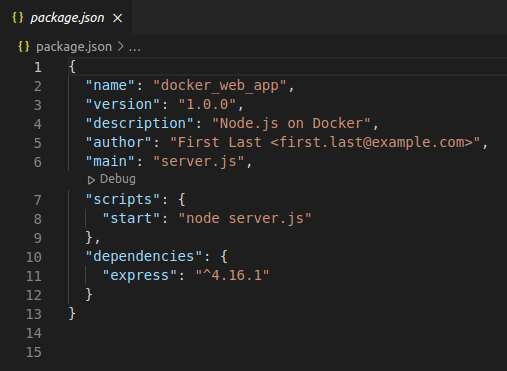 {} package.json ×
{} package.json > ...
1 {
2   "name": "docker_web_app",
3   "version": "1.0.0",
4   "description": "Node.js on Docker",
5   "author": "First Last <first.last@example.com>",
6   "main": "server.js",
▷ Debug
7   "scripts": {
8     "start": "node server.js"
9   },
10   "dependencies": {
11     "express": "^4.16.1"
12   }
13 }
14
15